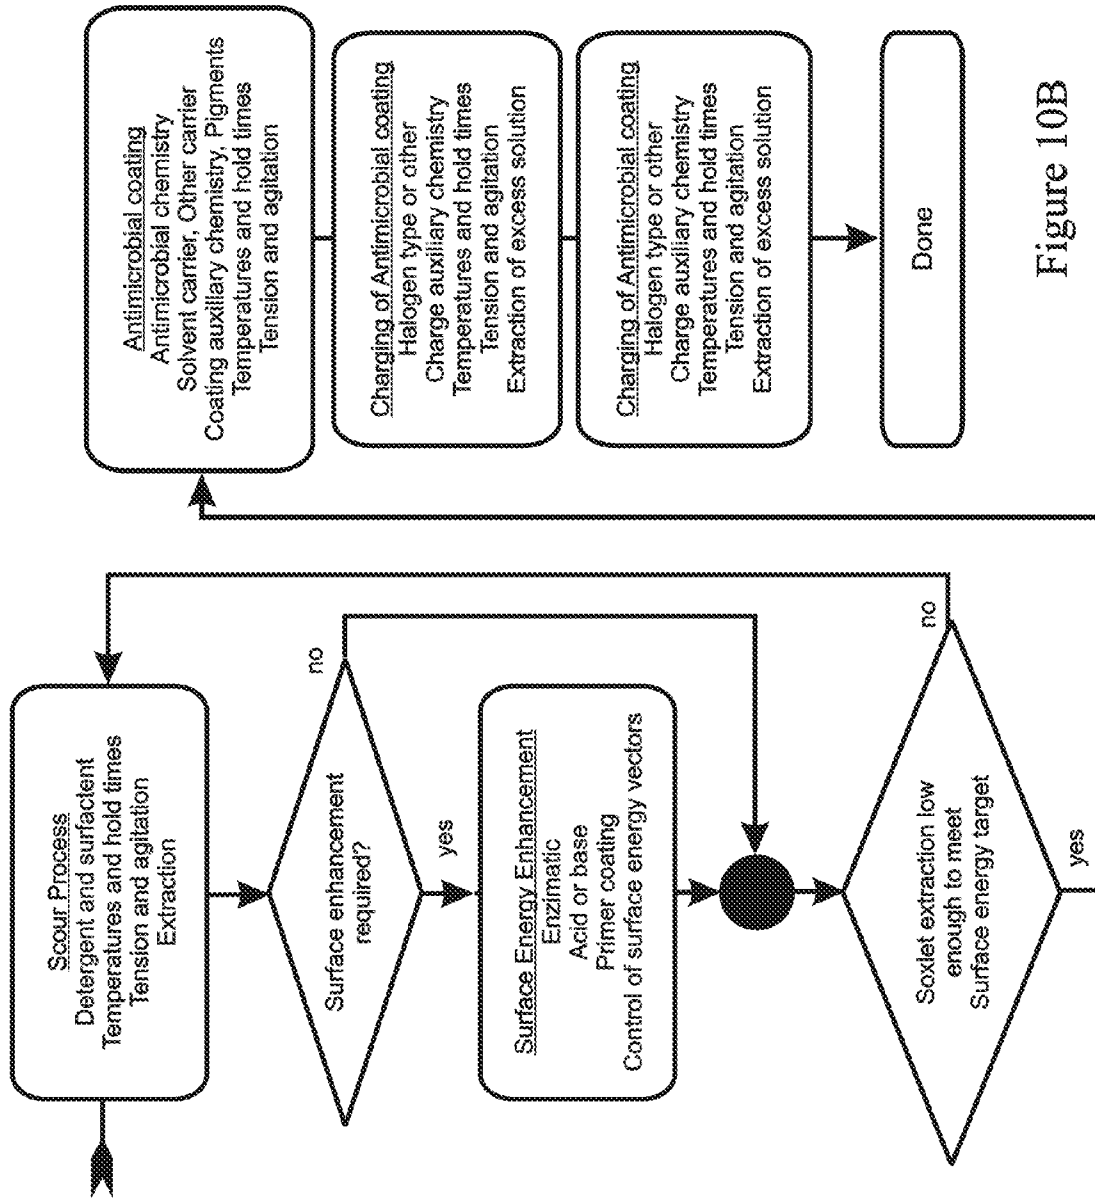 Scour Process
Detergent and surfactent
Temperatures and hold times
Tension and agitation
Extraction
Surface enhancement
required?
no
yes
Surface Energy Enhancement
Enzimatic
Acid or base
Primer coating
Control of surface energy vectors
Soxlet extraction low
enough to meet
Surface energy target
no
yes
Antimicrobial coating
Antimicrobial chemistry
Solvent carrier, Other carrier
Coating auxiliary chemistry, Pigments
Temperatures and hold times
Tension and agitation
Charging of Antimicrobial coating
Halogen type or other
Charge auxiliary chemistry
Temperatures and hold times
Tension and agitation
Extraction of excess solution
Charging of Antimicrobial coating
Halogen type or other
Charge auxiliary chemistry
Temperatures and hold times
Tension and agitation
Extraction of excess solution
Done
Figure 10B